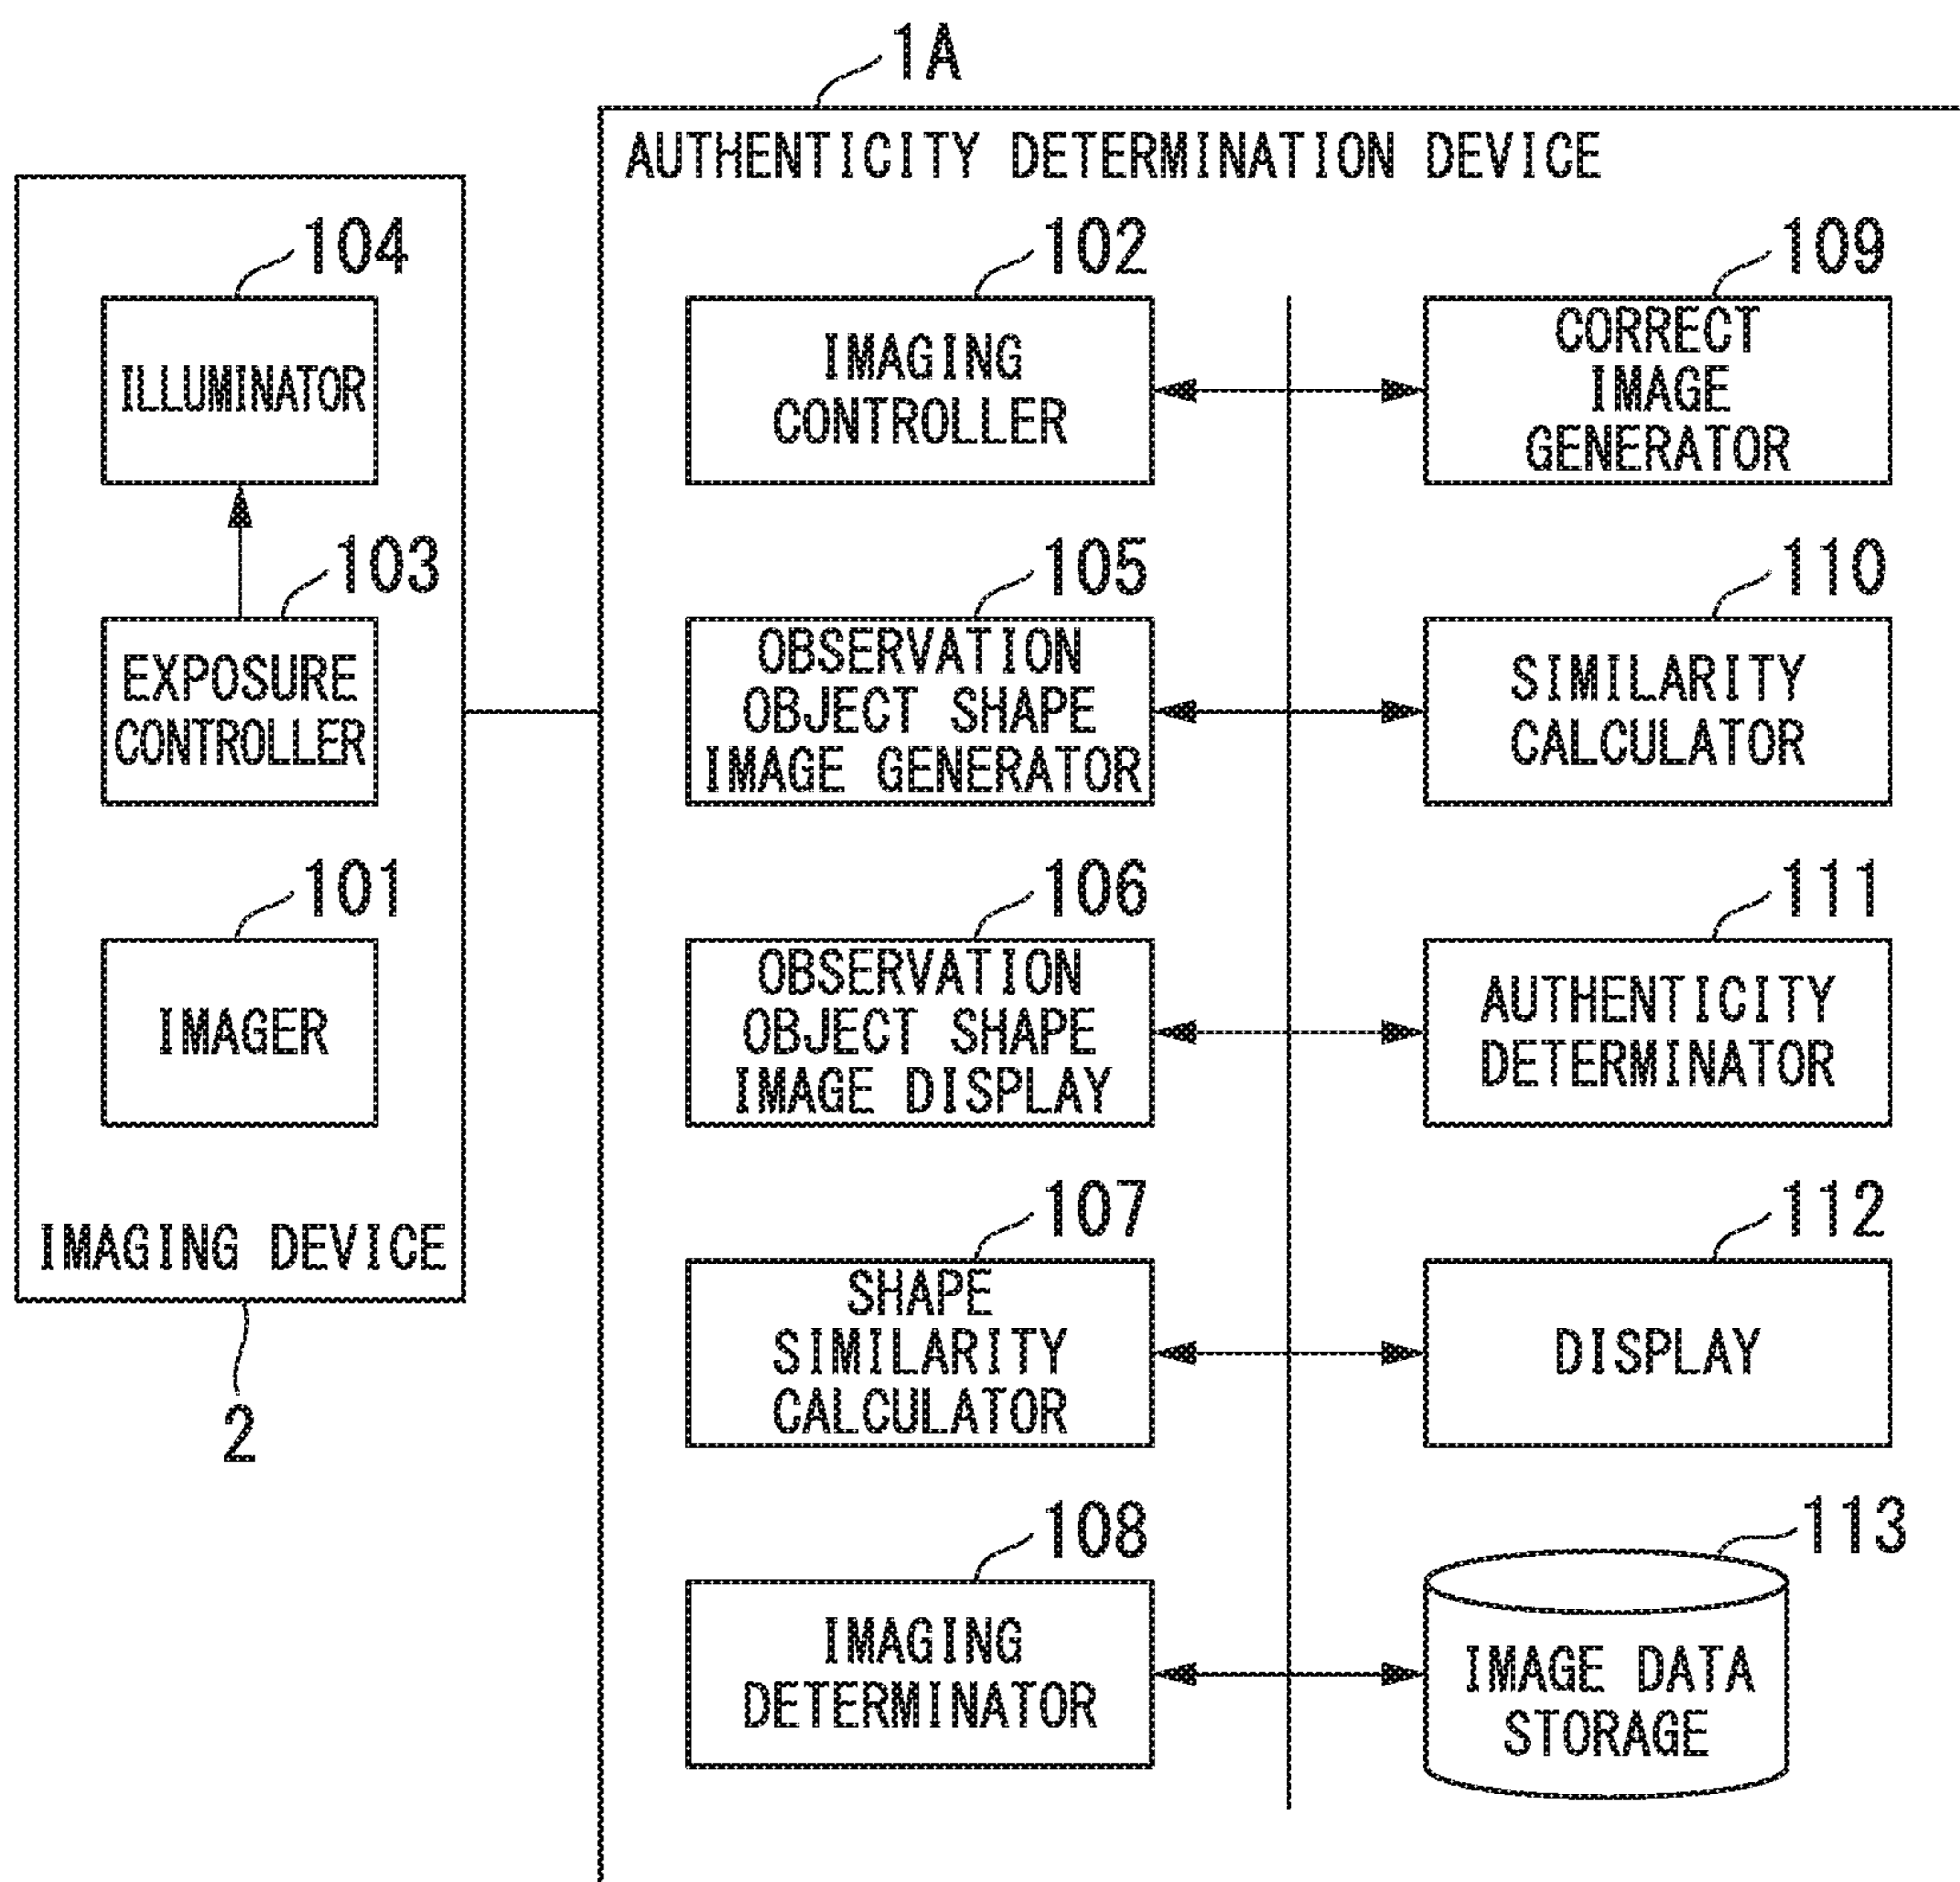 1A
AUTHENTICITY DETERMINATION DEVICE
104
ILLUMINATOR
103
EXPOSURE
CONTROLLER
101
IMAGER
IMAGING DEVICE
2
102
IMAGING
CONTROLLER
109
CORRECT
IMAGE
GENERATOR
105
OBSERVATION
OBJECT SHAPE
IMAGE GENERATOR
110
SIMILARITY
CALCULATOR
106
OBSERVATION
OBJECT SHAPE
IMAGE DISPLAY
111
AUTHENTICITY
DETERMINATOR
107
SHAPE
SIMILARITY
CALCULATOR
112
DISPLAY
108
IMAGING
DETERMINATOR
113
IMAGE DATA
STORAGE